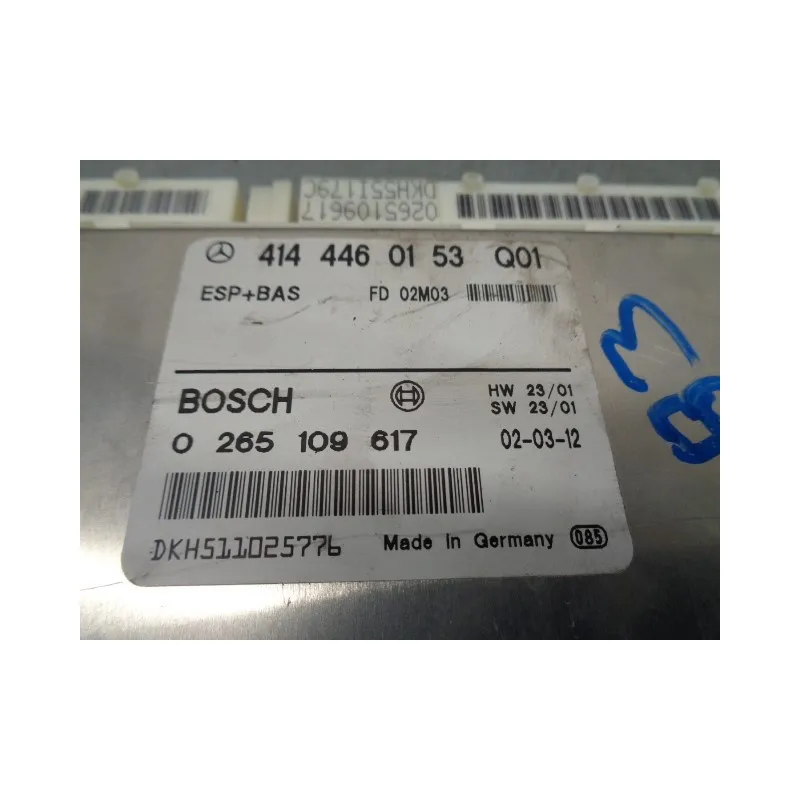 0265109617
DKH55I179C
414 446 01 53 Q01
ESP+BAS FD 02M03
BOSCH HW 23/01
SW 23/01
0 265 109 617 02-03-12
DKH511025776 Made in Germany 085